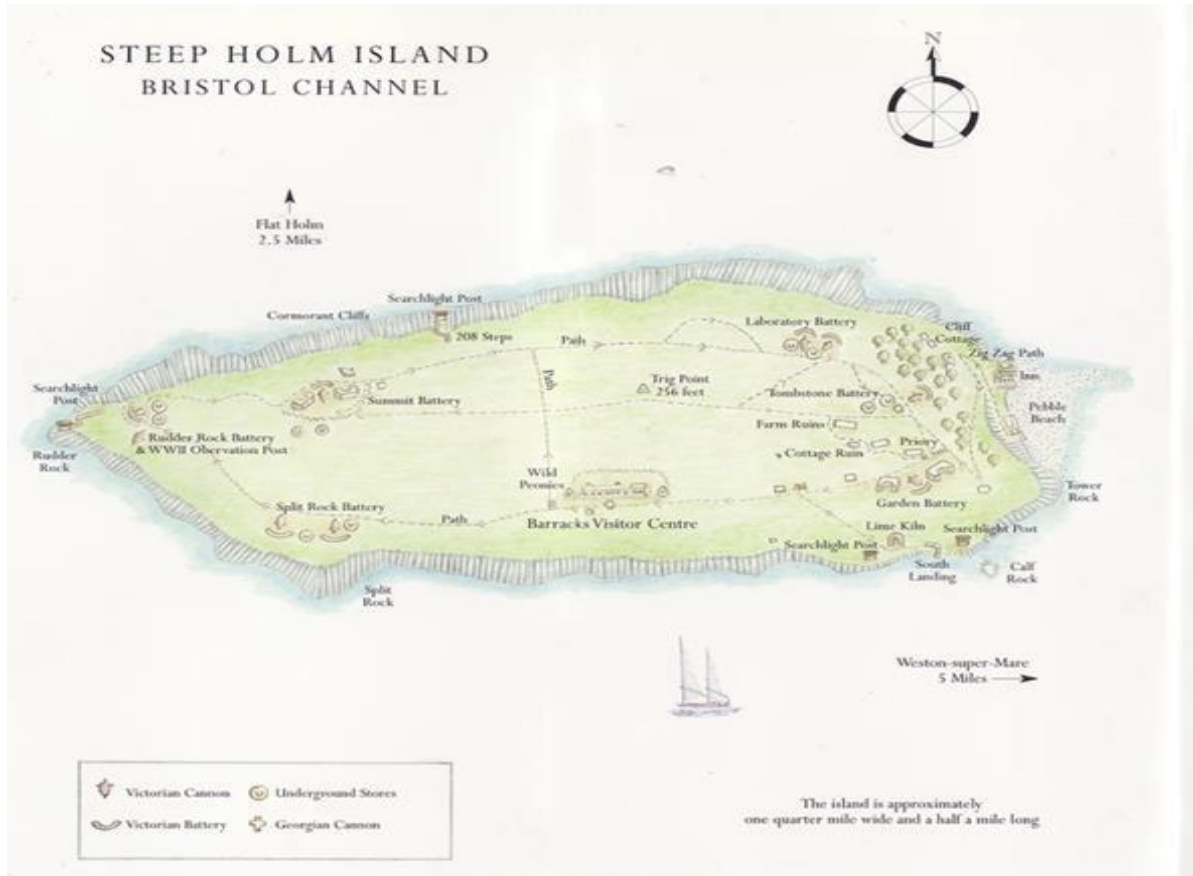 STEEP HOLM ISLAND
BRISTOL CHANNEL
N
Flat Holm
2.5 Miles
Searchlight Post
Cormorant Cliffs
208 Steps
Path
Laboratory Battery
Cliff
Cottage
Zig Zag Path
Inn
Pebble
Beach
Searchlight
Post
Summit Battery
Path
Trig Point
256 feet
Tombstone Battery
Rudder Rock Battery
& WWII Obervation Post
Rudder
Rock
Farm Ruins
Priory
Cottage Ruin
Wild
Peonies
Tower
Rock
Split Rock Battery
Path
Barracks Visitor Centre
Garden Battery
Lime Kiln
Searchlight Post
Searchlight Post
South
Landing
Calf
Rock
Split
Rock
Weston-super-Mare
5 Miles
Victorian Cannon
Underground Stores
Victorian Battery
Georgian Cannon
The island is approximately
one quarter mile wide and a half a mile long